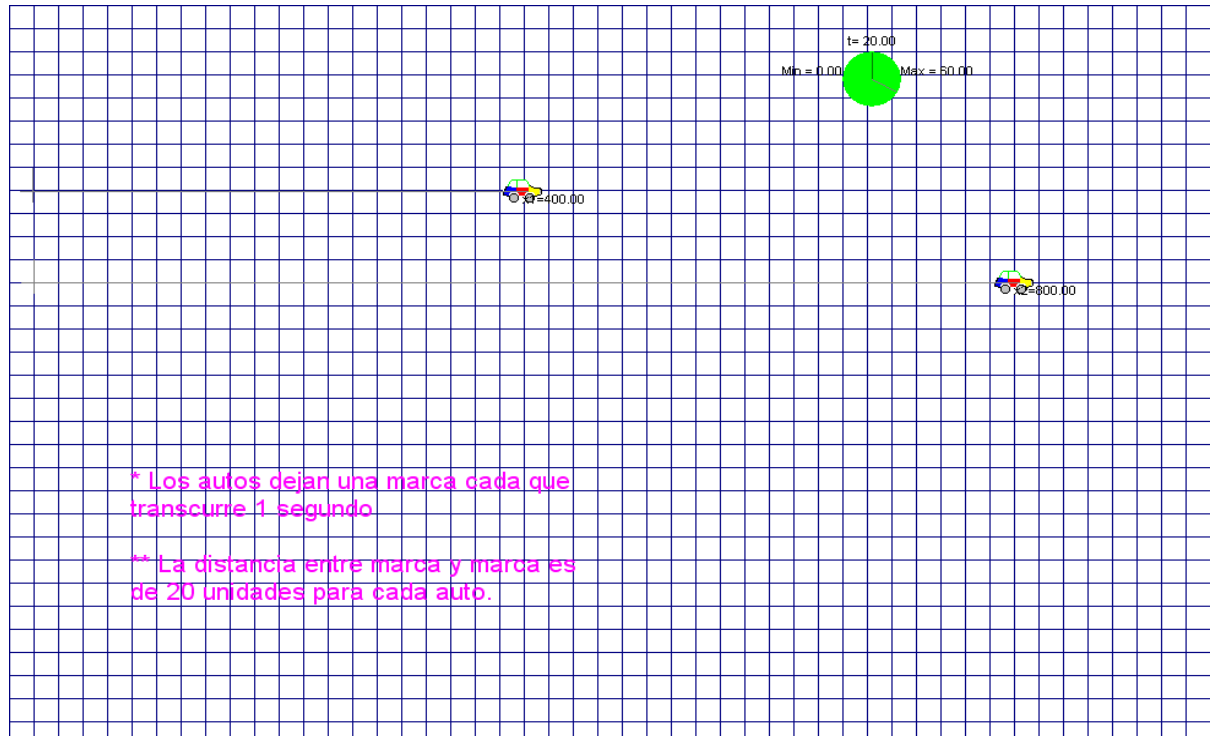 t= 20.00
Min = 0.00 Max = 60.00
=400.00
=800.00
* Los autos dejan una marca cada que
transcurre 1 segundo
** La distancia entre marca y marca es
de 20 unidades para cada auto.